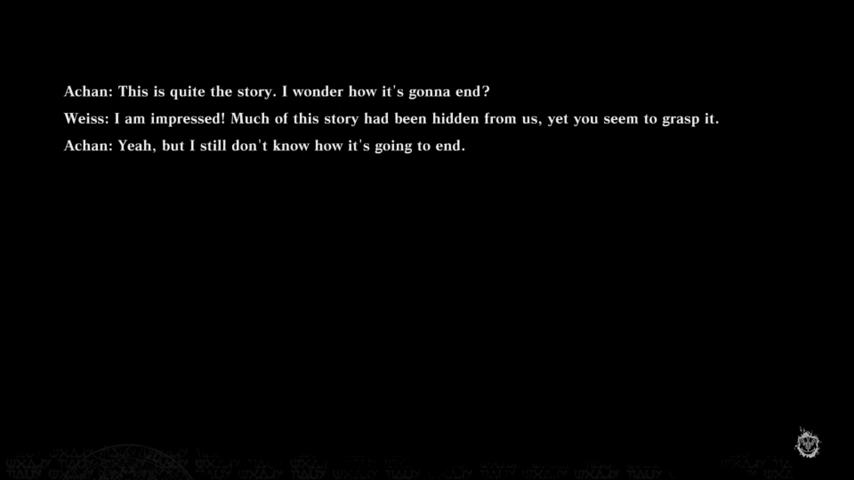 Achan: This is quite the story. I wonder how it's gonna end?
Weiss: I am impressed! Much of this story had been hidden from us, yet you seem to grasp it.
Achan: Yeah, but I still don't know how it's going to end.